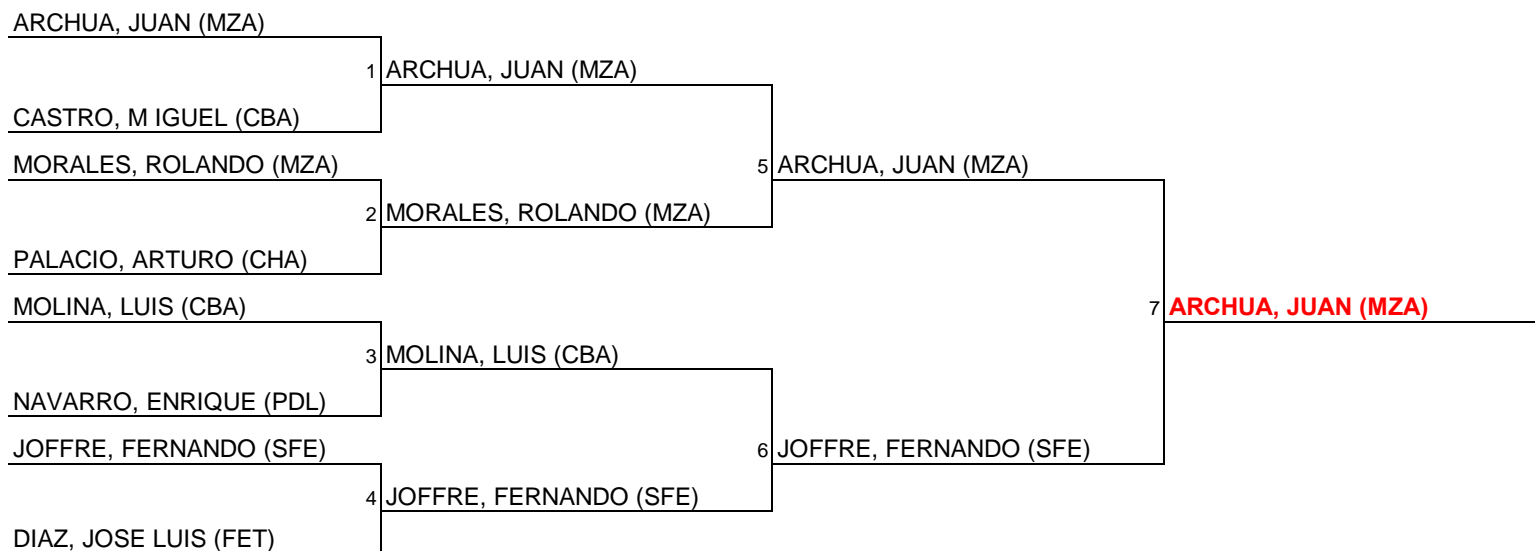 ARCHUA, JUAN (MZA)
1 ARCHUA, JUAN (MZA)
CASTRO, M IGUEL (CBA)
MORALES, ROLANDO (MZA)
5 ARCHUA, JUAN (MZA)
2 MORALES, ROLANDO (MZA)
PALACIO, ARTURO (CHA)
MOLINA, LUIS (CBA)
7 ARCHUA, JUAN (MZA)
3 MOLINA, LUIS (CBA)
NAVARRO, ENRIQUE (PDL)
JOFFRE, FERNANDO (SFE)
6 JOFFRE, FERNANDO (SFE)
4 JOFFRE, FERNANDO (SFE)
DIAZ, JOSE LUIS (FET)